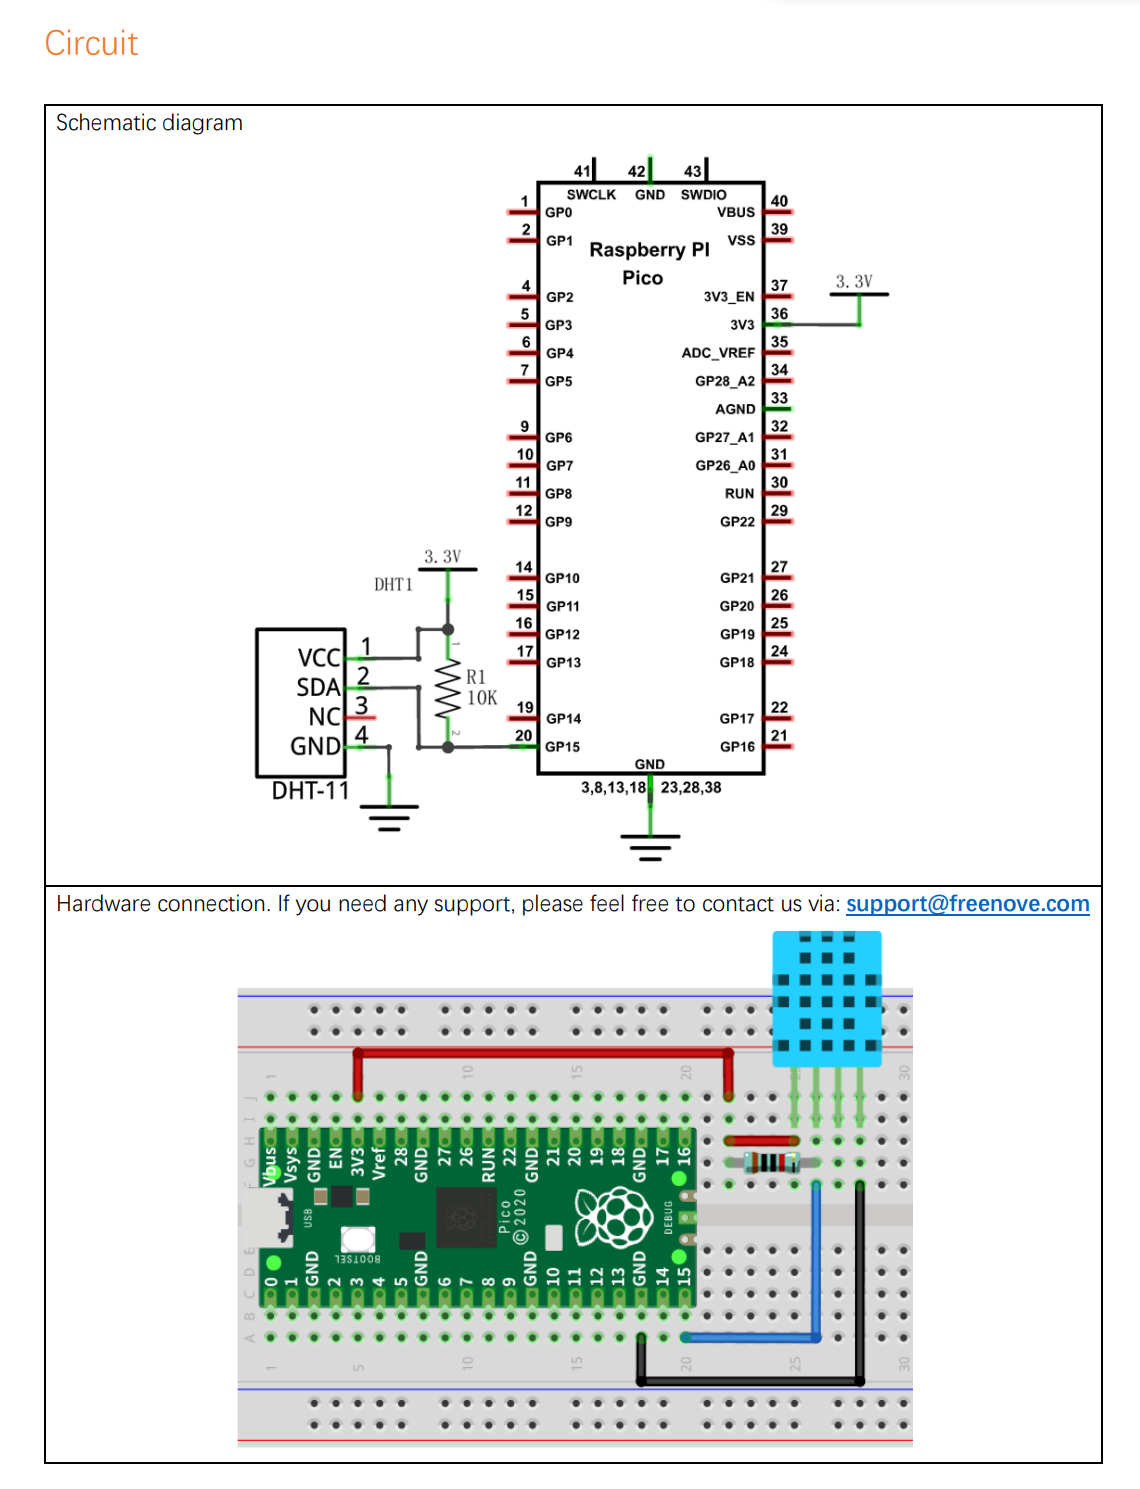 Circuit
Schematic diagram
41 42 43
SWCLK GND SWDIO
1 GP0 VBUS 40
2 GP1 VSS 39
Raspberry PI
Pico
4 GP2 3V3_EN 37
3.3V
5 GP3 3V3 36
6 GP4 ADC_VREF 35
7 GP5 GP28_A2 34
AGND 33
9 GP6 GP27_A1 32
10 GP7 GP26_A0 31
11 GP8 RUN 30
12 GP9 GP22 29
3.3V
DHT1
14 GP10 GP21 27
15 GP11 GP20 26
16 GP12 GP19 25
17 GP13 GP18 24
VCC 1
SDA 2
NC 3
GND 4
DHT-11
1
R1
10K
2
19 GP14 GP17 22
20 GP15 GP16 21
GND
3,8,13,18 23,28,38
Hardware connection. If you need any support, please feel free to contact us via: support@freenove.com
1 10 15 20 30
J
I
H
G
Vbus Vsys GND EN 3V3 Vref 28 GND 27 26 RUN 22 GND 21 20 19 18 GND 17 16
USB
BOOTSEL
Pico
©2020
DEBUG
E
D
C
B
A
0 1 GND 2 3 4 5 GND 6 7 8 9 GND 10 11 12 13 GND 14 15
1 5 10 15 20 25 30